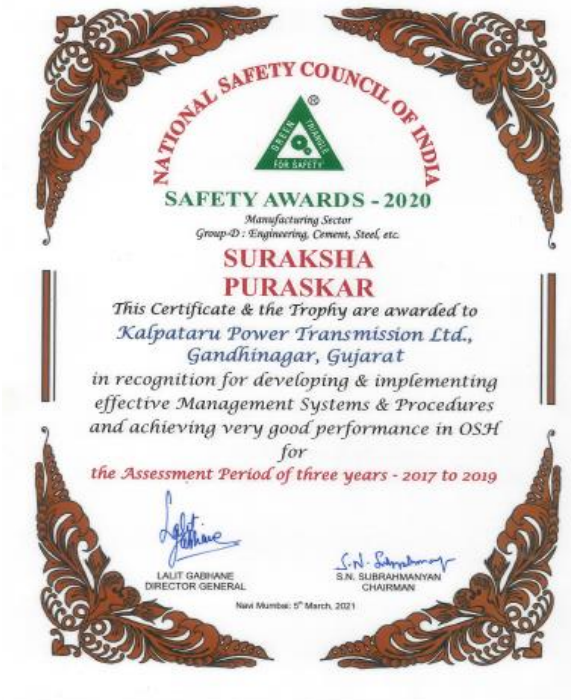 NATIONAL SAFETY COUNCIL OF INDIA
®
GREEN TRIANGLE
FOR SAFETY
SAFETY AWARDS - 2020
Manufacturing Sector
Group-D : Engineering, Cement, Steel, etc.
SURAKSHA
PURASKAR
This Certificate & the Trophy are awarded to
Kalpataru Power Transmission Ltd.,
Gandhinagar, Gujarat
in recognition for developing & implementing
effective Management Systems & Procedures
and achieving very good performance in OSH
for
the Assessment Period of three years - 2017 to 2019
Lalit Gabhane
S.N. Subrahmanyan
LALIT GABHANE
DIRECTOR GENERAL
S.N. SUBRAHMANYAN
CHAIRMAN
Navi Mumbai: 5th March, 2021